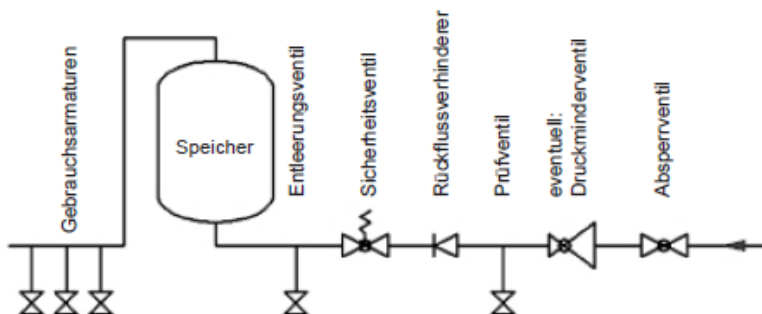 Gebrauchsarmaturen
Speicher
Entleerungsventil
Sicherheitsventil
Rückflussverhinderer
Prüfventil
eventuell:
Druckminderventil
Absperrventil